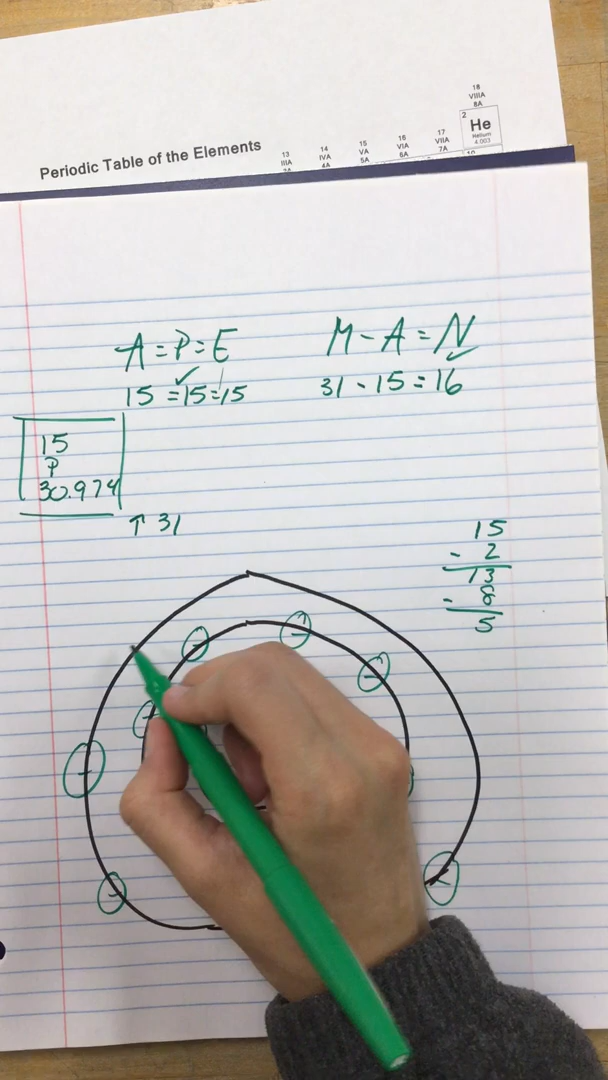 18
VIIIA
8A
2
He
Helium
4.003
10
Periodic Table of the Elements
13
IIIA
3A
14
IVA
4A
15
VA
5A
16
VIA
6A
17
VIIA
7A
A = P = E
15 = 15 = 15
M - A = N
31 - 15 = 16
15
P
30.974
↑ 31
15
- 2
13
- 8
5